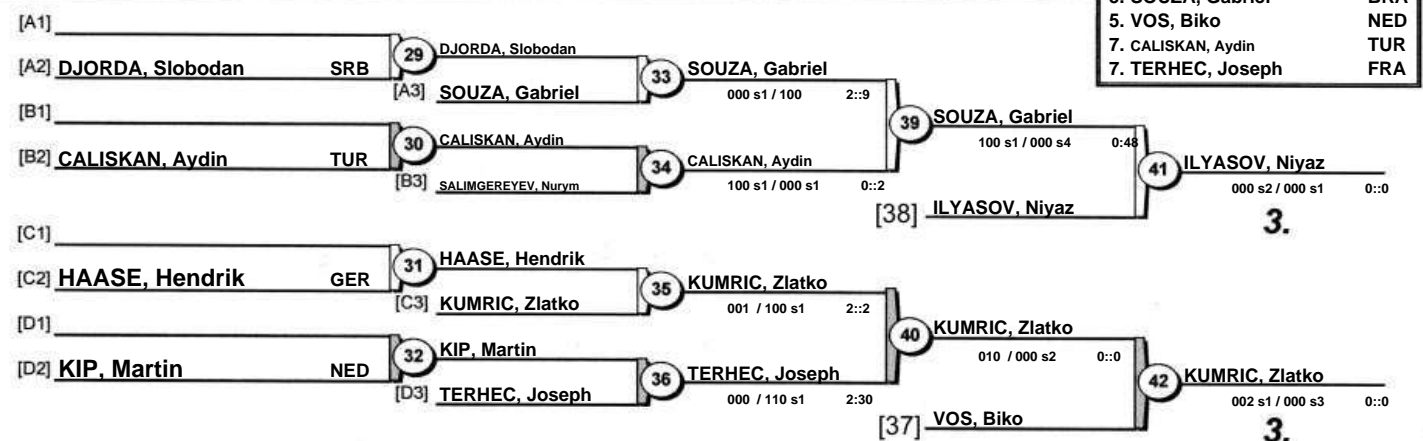 5. SOUZA, Gabriel BRA
5. VOS, Biko NED
7. CALISKAN, Aydin TUR
7. TERHEC, Joseph FRA
[A1]
[A2] DJORDA, Slobodan SRB
29
DJORDA, Slobodan
[A3] SOUZA, Gabriel
33
SOUZA, Gabriel
000 s1 / 100 2::9
[B1]
[B2] CALISKAN, Aydin TUR
30
CALISKAN, Aydin
[B3] SALIMGEREYEV, Nurym
34
CALISKAN, Aydin
100 s1 / 000 s1 0::2
39
SOUZA, Gabriel
100 s1 / 000 s4 0:48
[38] ILYASOV, Niyaz
41
ILYASOV, Niyaz
000 s2 / 000 s1 0::0
3.
[C1]
[C2] HAASE, Hendrik GER
31
HAASE, Hendrik
[C3] KUMRIC, Zlatko
35
KUMRIC, Zlatko
001 / 100 s1 2::2
[D1]
[D2] KIP, Martin NED
32
KIP, Martin
[D3] TERHEC, Joseph
36
TERHEC, Joseph
000 / 110 s1 2:30
40
KUMRIC, Zlatko
010 / 000 s2 0::0
[37] VOS, Biko
42
KUMRIC, Zlatko
002 s1 / 000 s3 0::0
3.